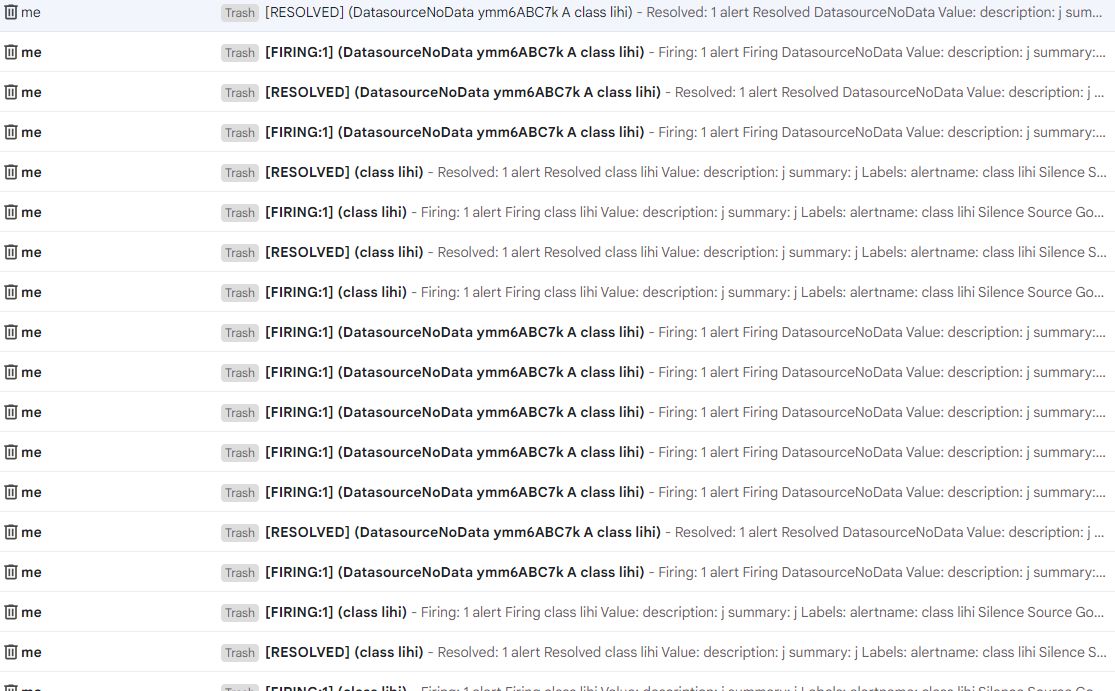 me Trash [RESOLVED] (DatasourceNoData ymm6ABC7k A class lihi) - Resolved: 1 alert Resolved DatasourceNoData Value: description: j sum...
me Trash [FIRING:1] (DatasourceNoData ymm6ABC7k A class lihi) - Firing: 1 alert Firing DatasourceNoData Value: description: j summary:...
me Trash [RESOLVED] (DatasourceNoData ymm6ABC7k A class lihi) - Resolved: 1 alert Resolved DatasourceNoData Value: description: j ...
me Trash [FIRING:1] (DatasourceNoData ymm6ABC7k A class lihi) - Firing: 1 alert Firing DatasourceNoData Value: description: j summary:...
me Trash [RESOLVED] (class lihi) - Resolved: 1 alert Resolved class lihi Value: description: j summary: j Labels: alertname: class lihi Silence S...
me Trash [FIRING:1] (class lihi) - Firing: 1 alert Firing class lihi Value: description: j summary: j Labels: alertname: class lihi Silence Source Go...
me Trash [RESOLVED] (class lihi) - Resolved: 1 alert Resolved class lihi Value: description: j summary: j Labels: alertname: class lihi Silence S...
me Trash [FIRING:1] (class lihi) - Firing: 1 alert Firing class lihi Value: description: j summary: j Labels: alertname: class lihi Silence Source Go...
me Trash [FIRING:1] (DatasourceNoData ymm6ABC7k A class lihi) - Firing: 1 alert Firing DatasourceNoData Value: description: j summary:...
me Trash [FIRING:1] (DatasourceNoData ymm6ABC7k A class lihi) - Firing: 1 alert Firing DatasourceNoData Value: description: j summary:...
me Trash [FIRING:1] (DatasourceNoData ymm6ABC7k A class lihi) - Firing: 1 alert Firing DatasourceNoData Value: description: j summary:...
me Trash [FIRING:1] (DatasourceNoData ymm6ABC7k A class lihi) - Firing: 1 alert Firing DatasourceNoData Value: description: j summary:...
me Trash [FIRING:1] (DatasourceNoData ymm6ABC7k A class lihi) - Firing: 1 alert Firing DatasourceNoData Value: description: j summary:...
me Trash [RESOLVED] (DatasourceNoData ymm6ABC7k A class lihi) - Resolved: 1 alert Resolved DatasourceNoData Value: description: j ...
me Trash [FIRING:1] (DatasourceNoData ymm6ABC7k A class lihi) - Firing: 1 alert Firing DatasourceNoData Value: description: j summary:...
me Trash [FIRING:1] (class lihi) - Firing: 1 alert Firing class lihi Value: description: j summary: j Labels: alertname: class lihi Silence Source Go...
me Trash [RESOLVED] (class lihi) - Resolved: 1 alert Resolved class lihi Value: description: j summary: j Labels: alertname: class lihi Silence S...